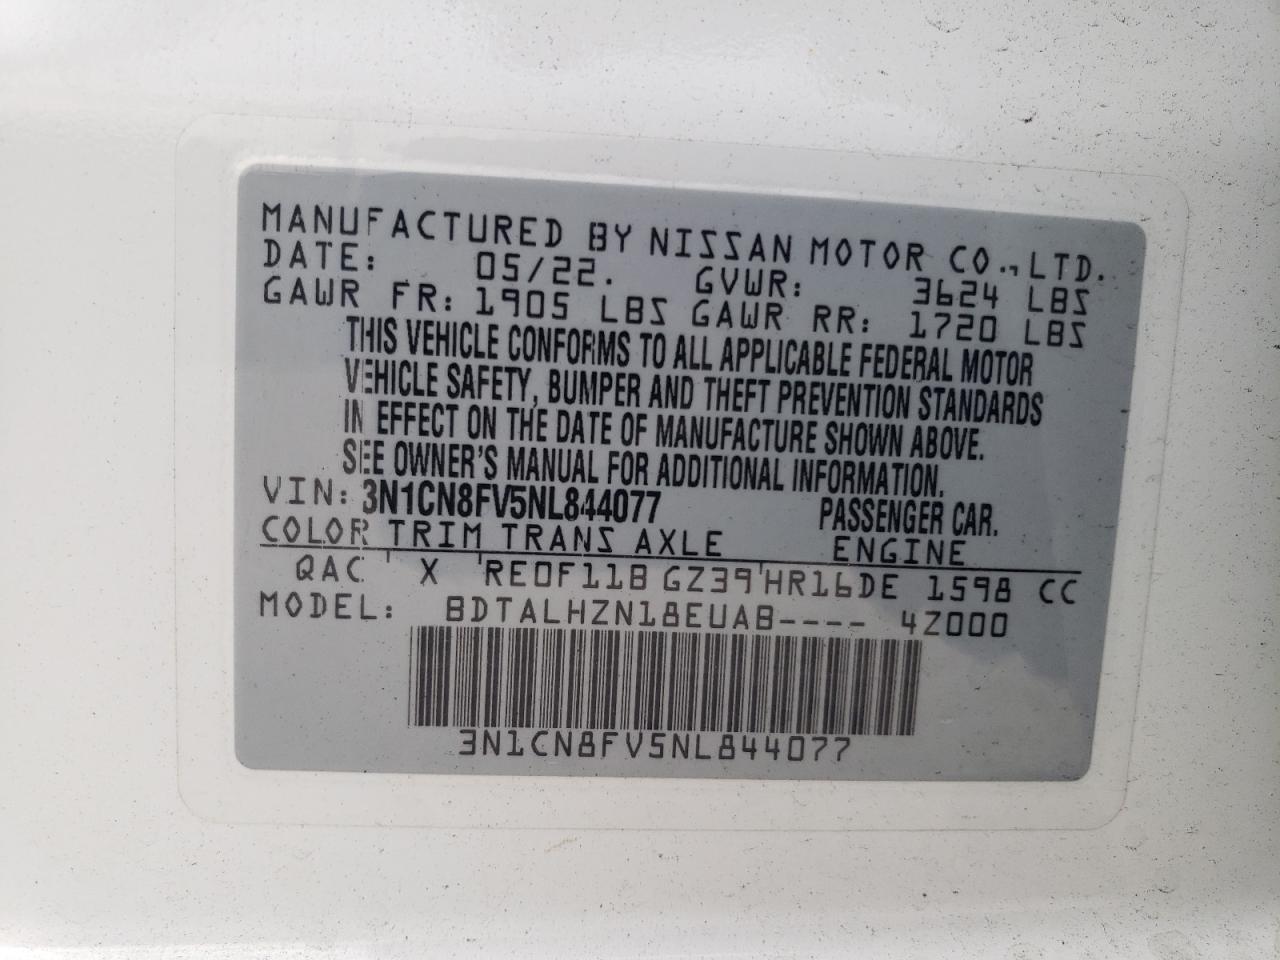 MANUFACTURED BY NISSAN MOTOR CO., LTD.
DATE: 05/22. GVWR: 3624 LBS
GAWR FR: 1905 LBS GAWR RR: 1720 LBS
THIS VEHICLE CONFORMS TO ALL APPLICABLE FEDERAL MOTOR
VEHICLE SAFETY, BUMPER AND THEFT PREVENTION STANDARDS
IN EFFECT ON THE DATE OF MANUFACTURE SHOWN ABOVE.
SEE OWNER'S MANUAL FOR ADDITIONAL INFORMATION.
VIN: 3N1CN8FV5NL844077 PASSENGER CAR.
COLOR TRIM TRANS AXLE ENGINE
QAC ' X 'RE0F11B GZ39'HR16DE 1598 CC
MODEL: BDTALHZN18EUAB---- 4Z000
3N1CN8FV5NL844077